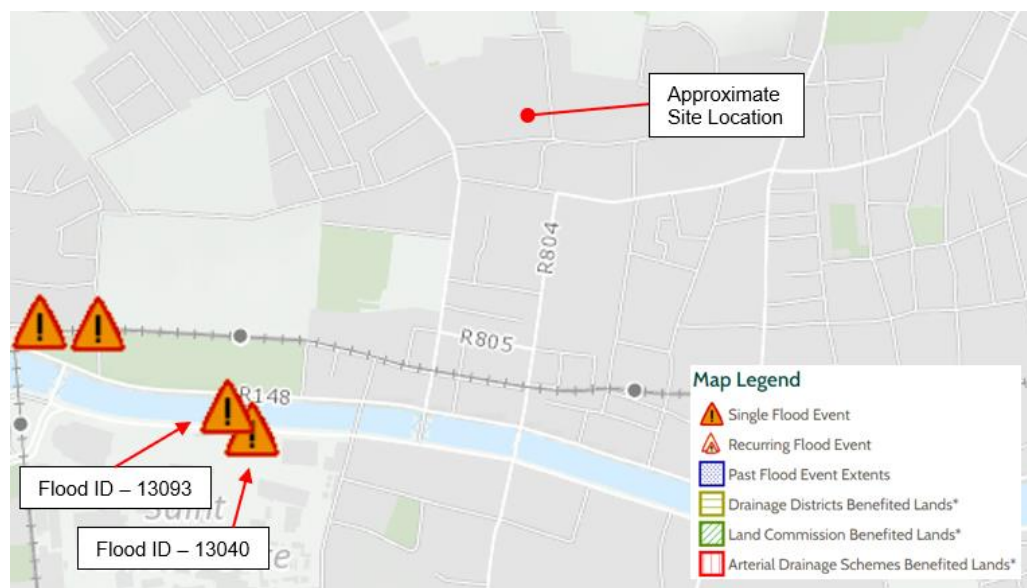 Approximate
Site Location
R804
R805
R148
Flood ID – 13093
Saint
Flood ID – 13040
Map Legend
Single Flood Event
Recurring Flood Event
Past Flood Event Extents
Drainage Districts Benefited Lands*
Land Commission Benefited Lands*
Arterial Drainage Schemes Benefited Lands*